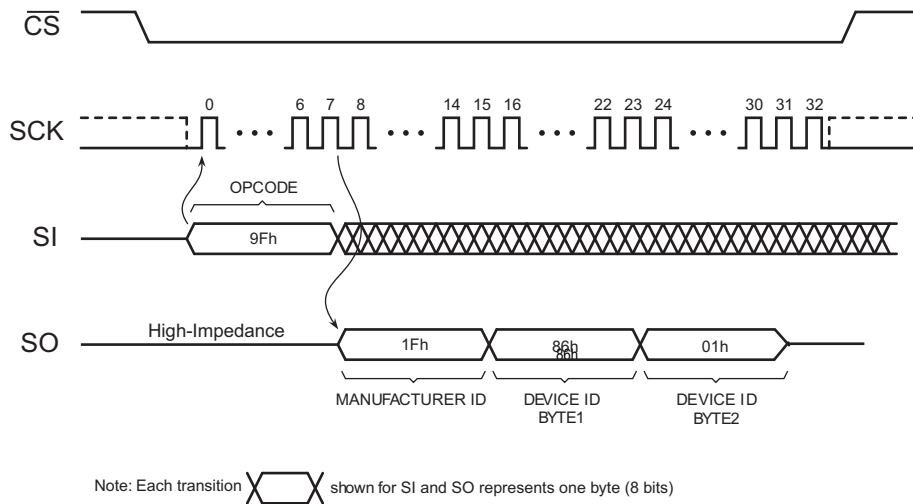 CS
0 6 7 8 14 15 16 22 23 24 30 31 32
SCK
OPCODE
SI 9Fh
High-Impedance
SO 1Fh 86h 01h
86h
MANUFACTURER ID DEVICE ID DEVICE ID
BYTE1 BYTE2
Note: Each transition shown for SI and SO represents one byte (8 bits)